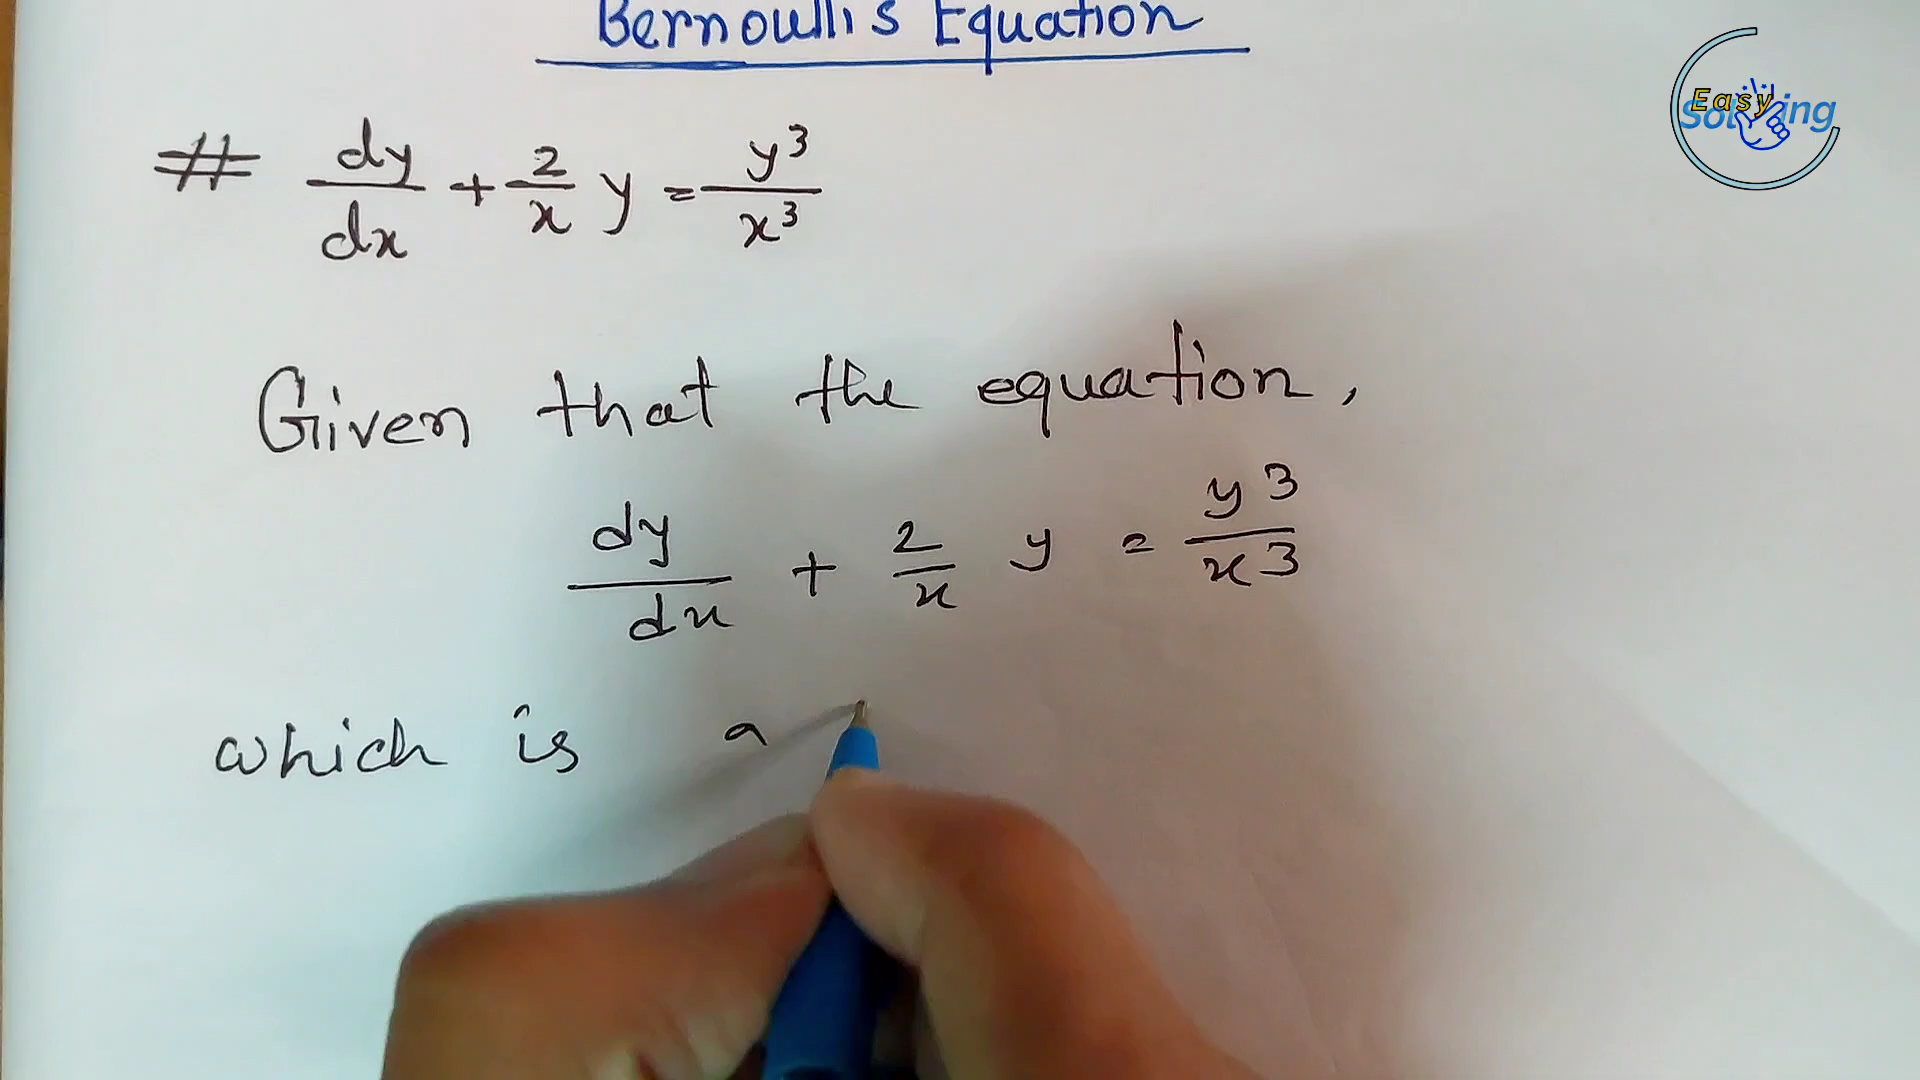 Bernoulli's Equation
# dy/dx + 2/x y = y³/x³
Given that the equation,
dy/dx + 2/x y = y³/x³
which is a
Easy
Solving